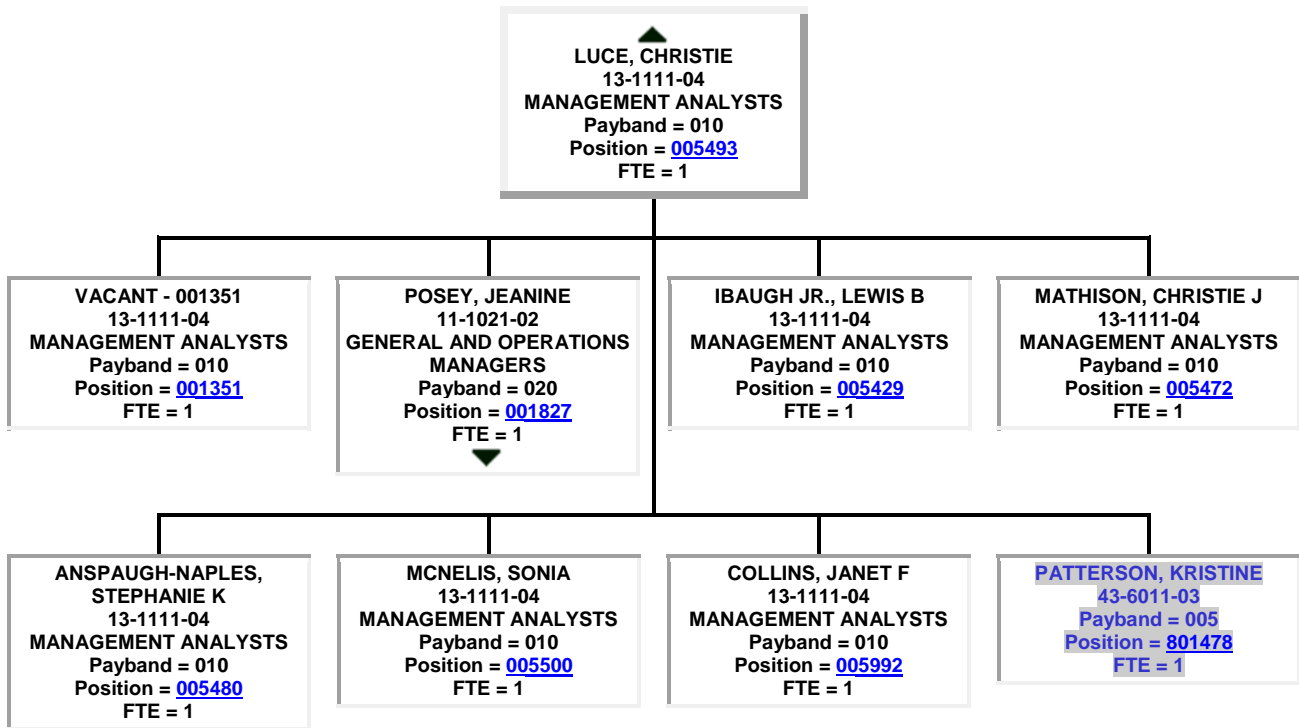 LUCE, CHRISTIE
13-1111-04
MANAGEMENT ANALYSTS
Payband = 010
Position = 005493
FTE = 1
VACANT - 001351
13-1111-04
MANAGEMENT ANALYSTS
Payband = 010
Position = 001351
FTE = 1
POSEY, JEANINE
11-1021-02
GENERAL AND OPERATIONS
MANAGERS
Payband = 020
Position = 001827
FTE = 1
IBAUGH JR., LEWIS B
13-1111-04
MANAGEMENT ANALYSTS
Payband = 010
Position = 005429
FTE = 1
MATHISON, CHRISTIE J
13-1111-04
MANAGEMENT ANALYSTS
Payband = 010
Position = 005472
FTE = 1
ANSPAUGH-NAPLES,
STEPHANIE K
13-1111-04
MANAGEMENT ANALYSTS
Payband = 010
Position = 005480
FTE = 1
MCNELIS, SONIA
13-1111-04
MANAGEMENT ANALYSTS
Payband = 010
Position = 005500
FTE = 1
COLLINS, JANET F
13-1111-04
MANAGEMENT ANALYSTS
Payband = 010
Position = 005992
FTE = 1
PATTERSON, KRISTINE
43-6011-03
Payband = 005
Position = 801478
FTE = 1